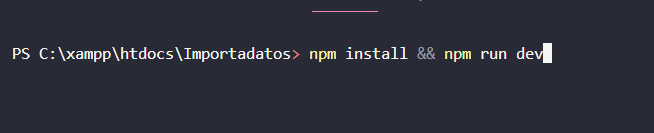 PS C:\xampp\htdocs\Importadatos> npm install && npm run dev